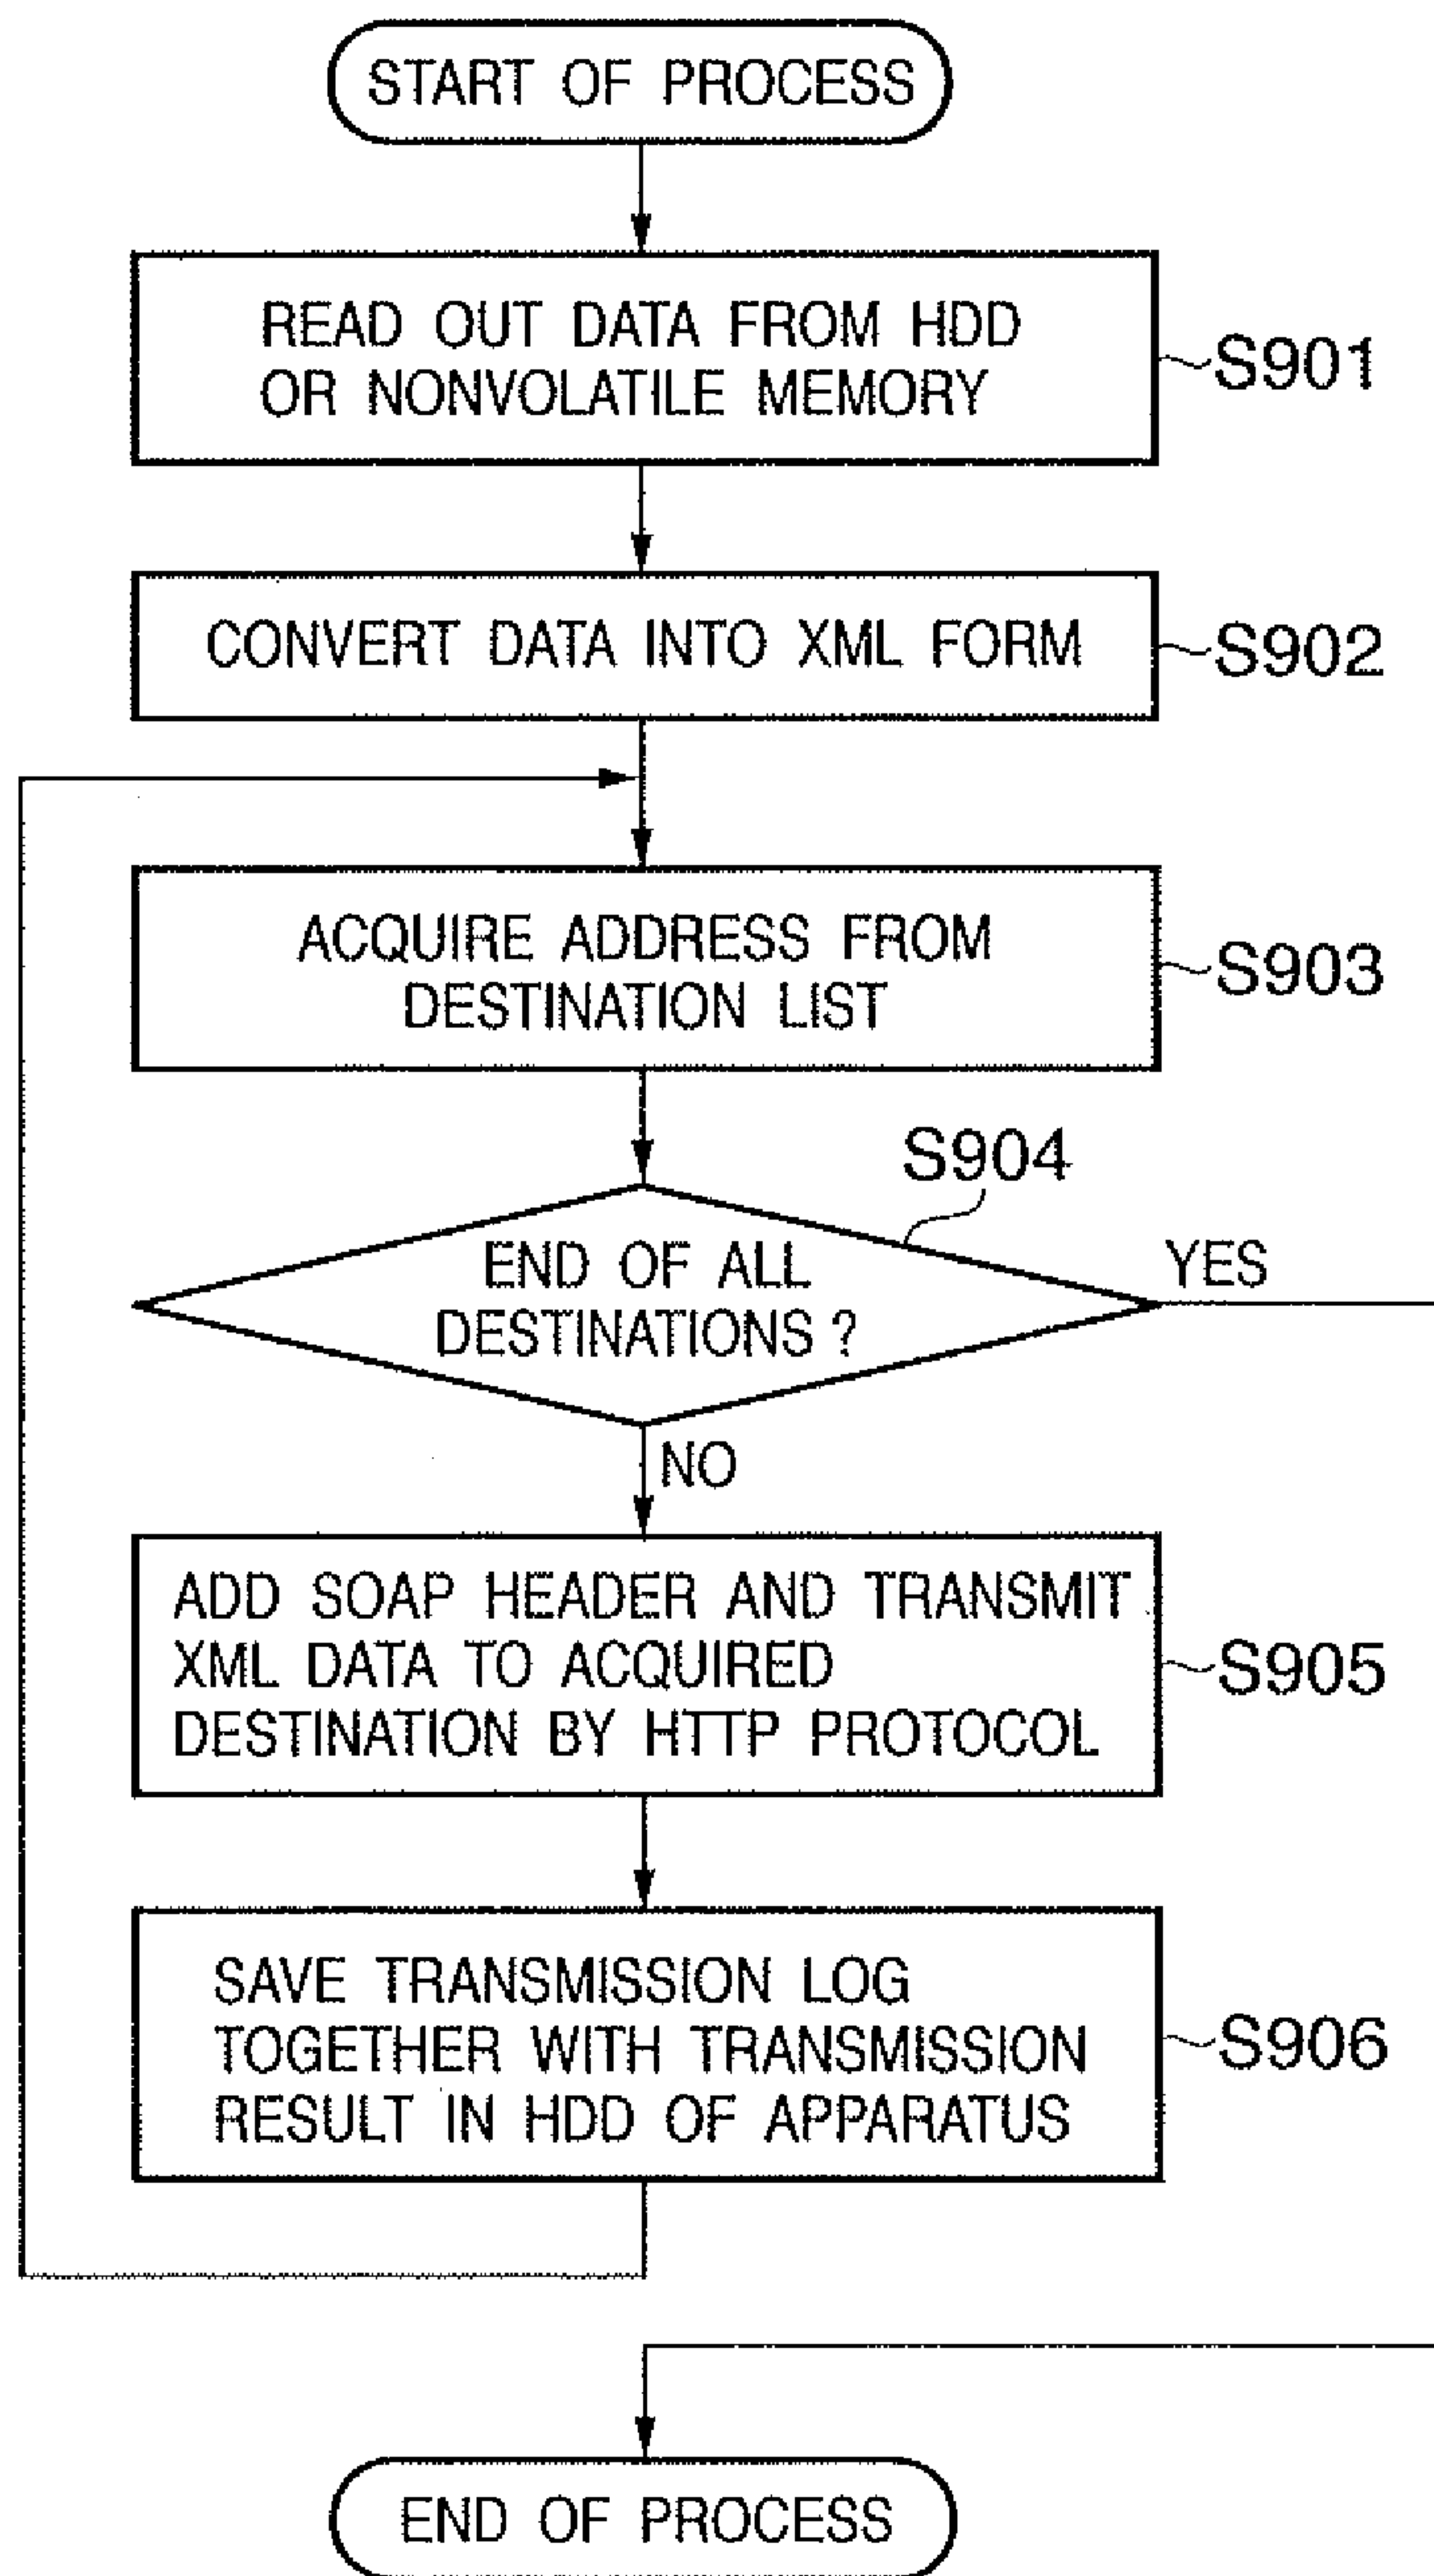 START OF PROCESS
READ OUT DATA FROM HDD
OR NONVOLATILE MEMORY
S901
CONVERT DATA INTO XML FORM
S902
ACQUIRE ADDRESS FROM
DESTINATION LIST
S903
S904
END OF ALL
DESTINATIONS ?
YES
NO
ADD SOAP HEADER AND TRANSMIT
XML DATA TO ACQUIRED
DESTINATION BY HTTP PROTOCOL
S905
SAVE TRANSMISSION LOG
TOGETHER WITH TRANSMISSION
RESULT IN HDD OF APPARATUS
S906
END OF PROCESS